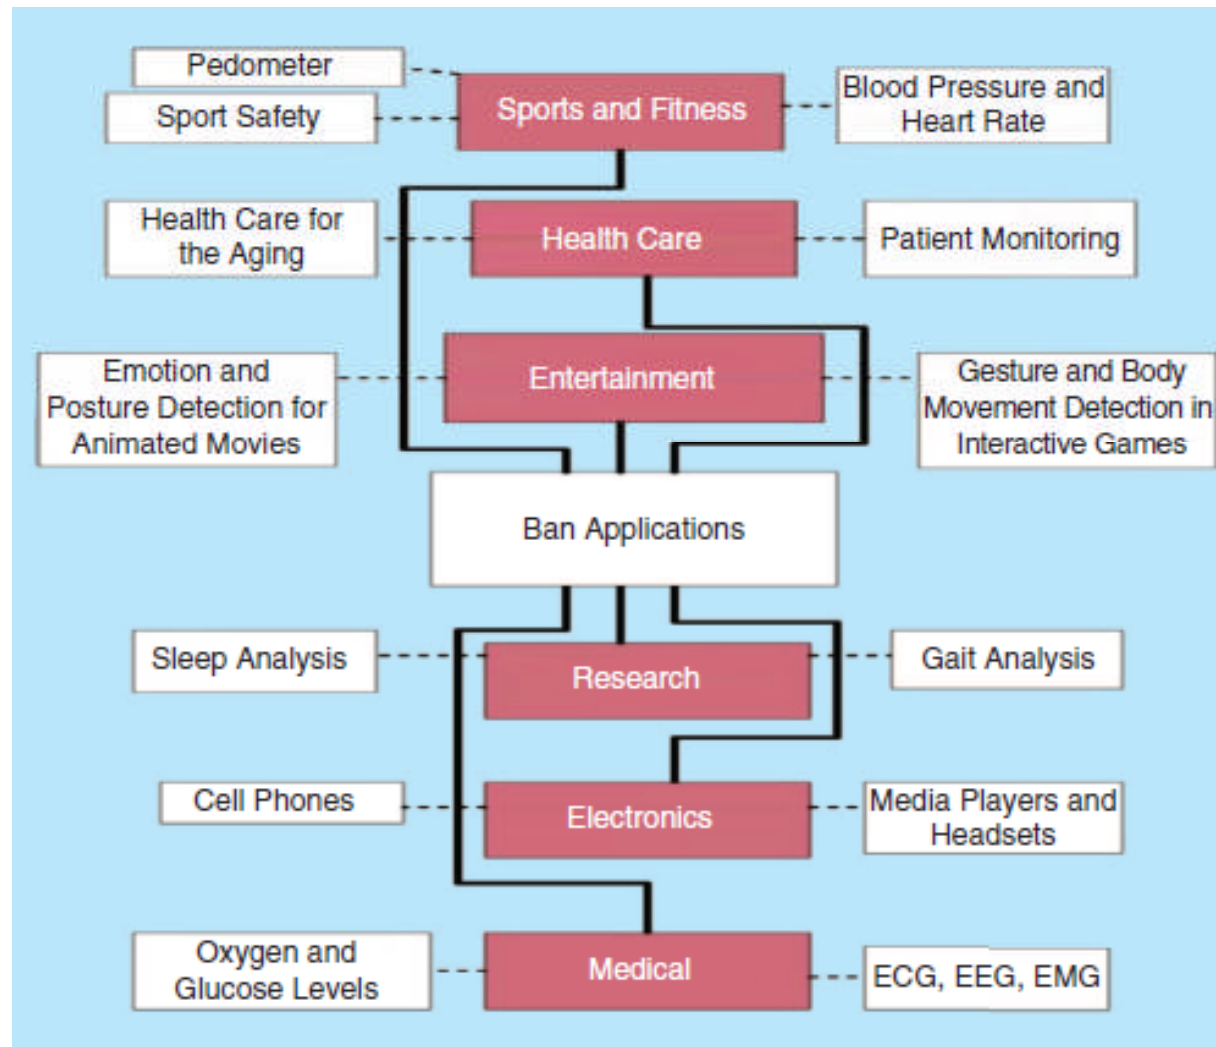 Pedometer
Sport Safety
Sports and Fitness
Blood Pressure and
Heart Rate
Health Care for
the Aging
Health Care
Patient Monitoring
Emotion and
Posture Detection for
Animated Movies
Entertainment
Gesture and Body
Movement Detection in
Interactive Games
Ban Applications
Sleep Analysis
Research
Gait Analysis
Cell Phones
Electronics
Media Players and
Headsets
Oxygen and
Glucose Levels
Medical
ECG, EEG, EMG